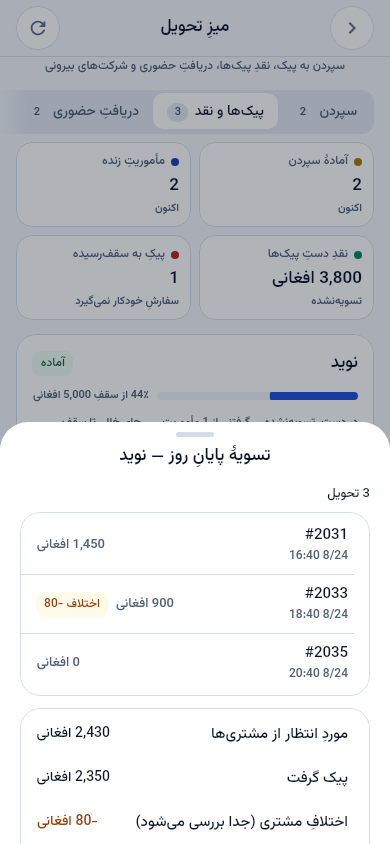 میزِ تحویل
سپردن به پیک، نقدِ پیک‌ها، دریافتِ حضوری و شرکت‌های بیرونی
سپردن 2 پیک‌ها و نقد 3 دریافتِ حضوری 2
آمادهٔ سپردن
2
اکنون
مأموریتِ زنده
2
اکنون
نقدِ دستِ پیک‌ها
3,800 افغانی
تسویه‌نشده
پیکِ به سقف‌رسیده
1
سفارشِ خودکار نمی‌گیرد
نوید آماده
44٪ از سقفِ 5,000 افغانی
تسویهٔ پایانِ روز — نوید
3 تحویل
#2031 1,450 افغانی
8/24 16:40
#2033 900 افغانی اختلاف -80
8/24 18:40
#2035 0 افغانی
8/24 20:40
موردِ انتظار از مشتری‌ها 2,430 افغانی
پیک گرفت 2,350 افغانی
اختلافِ مشتری (جدا بررسی می‌شود) -80 افغانی